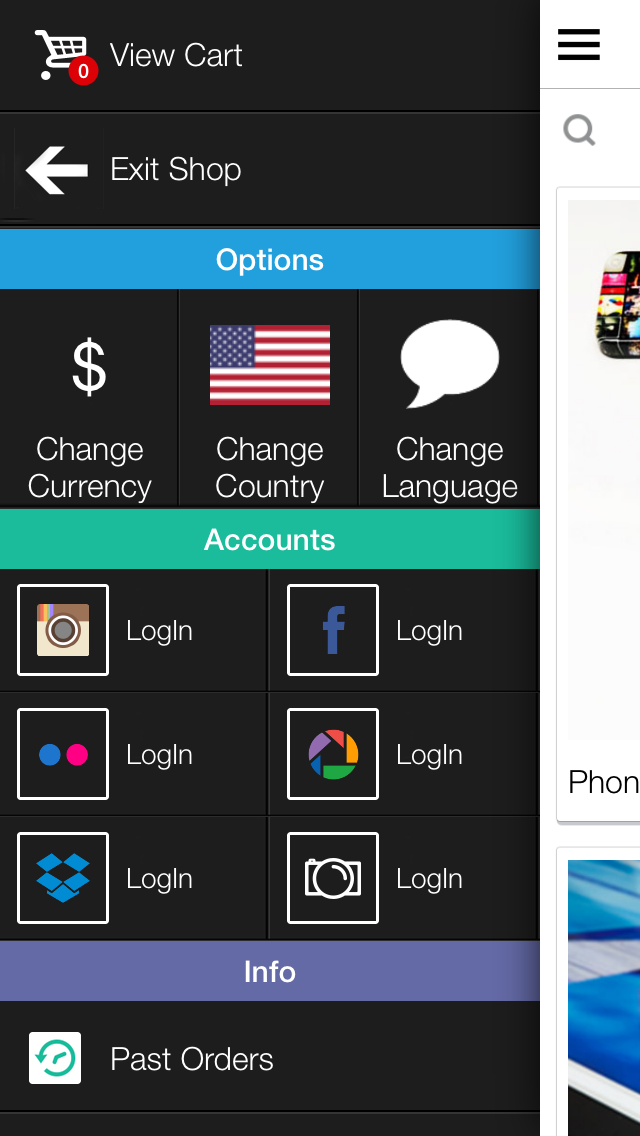 View Cart
0
Exit Shop
Options
$
Change
Currency
Change
Country
Change
Language
Accounts
LogIn
f
LogIn
LogIn
LogIn
LogIn
LogIn
Info
Past Orders
Phon